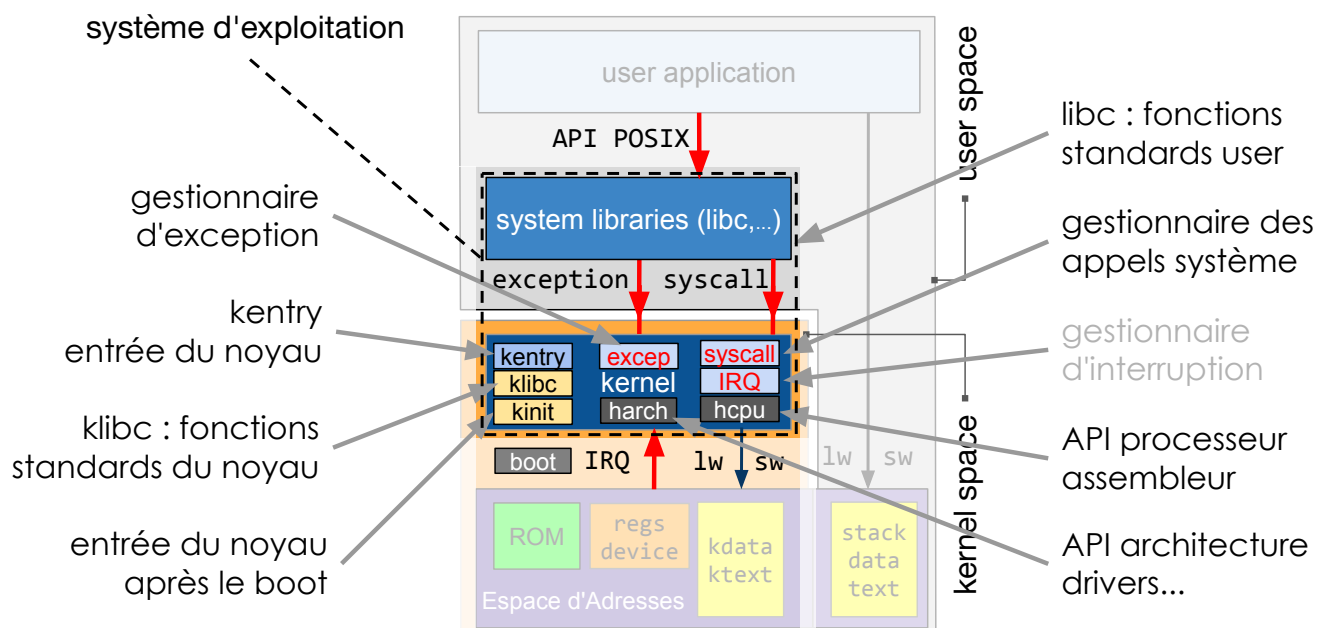 système d'exploitation
user application
user space
API POSIX
libc : fonctions
standards user
gestionnaire
d'exception
system libraries (libc,...)
gestionnaire des
appels système
exception
syscall
kentry
entrée du noyau
kentry
excep
syscall
klibc
kernel
IRQ
kinit
harch
hcpu
gestionnaire
d'interruption
klibc : fonctions
standards du noyau
boot
IRQ
lw
sw
lw
sw
API processeur
assembleur
kernel space
entrée du noyau
après le boot
ROM
regs
device
kdata
ktext
stack
data
text
Espace d'Adresses
API architecture
drivers...